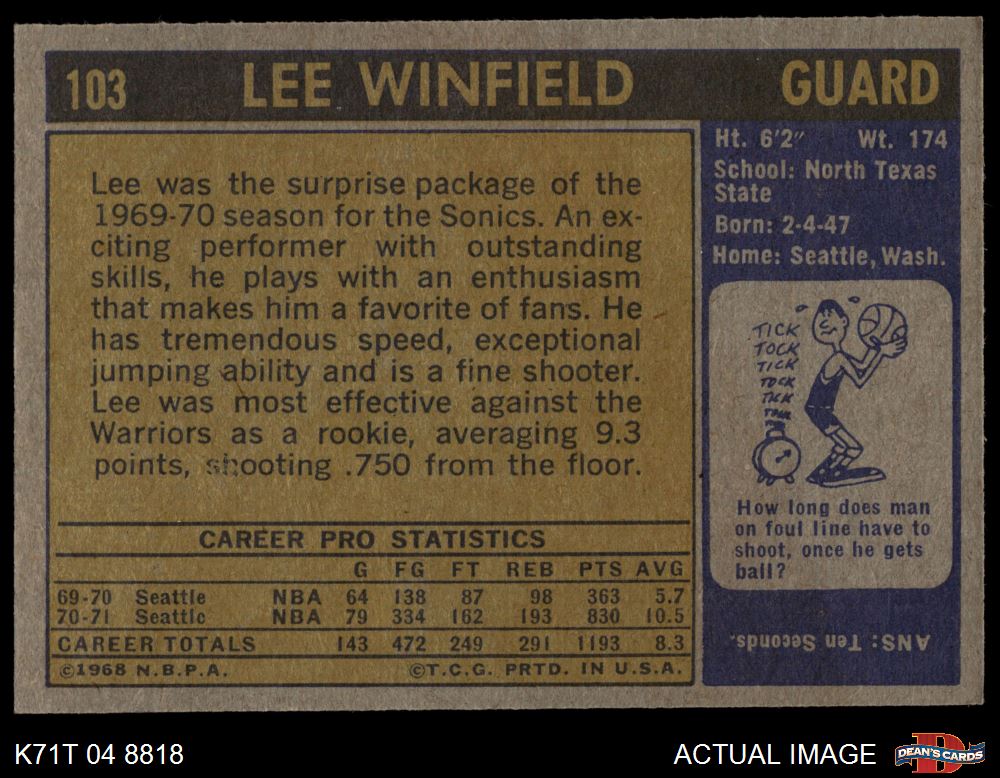 103 LEE WINFIELD GUARD
Lee was the surprise package of the
1969-70 season for the Sonics. An ex-
citing performer with outstanding
skills, he plays with an enthusiasm
that makes him a favorite of fans. He
has tremendous speed, exceptional
jumping ability and is a fine shooter.
Lee was most effective against the
Warriors as a rookie, averaging 9.3
points, shooting .750 from the floor.
CAREER PRO STATISTICS
G FG FT REB PTS AVG
69-70 Seattle NBA 64 138 87 98 363 5.7
70-71 Seattle NBA 79 334 162 193 830 10.5
CAREER TOTALS 143 472 249 291 1193 8.3
©1968 N.B.P.A. ©T.C.G. PRTD. IN U.S.A.
Ht. 6'2" Wt. 174
School: North Texas
State
Born: 2-4-47
Home: Seattle, Wash.
TICK
TOCK
TICK
TOCK
TICK
TOCK
How long does man
on foul line have to
shoot, once he gets
ball?
ANS: Ten Seconds.
K71T 04 8818 ACTUAL IMAGE
D
DEAN'S CARDS